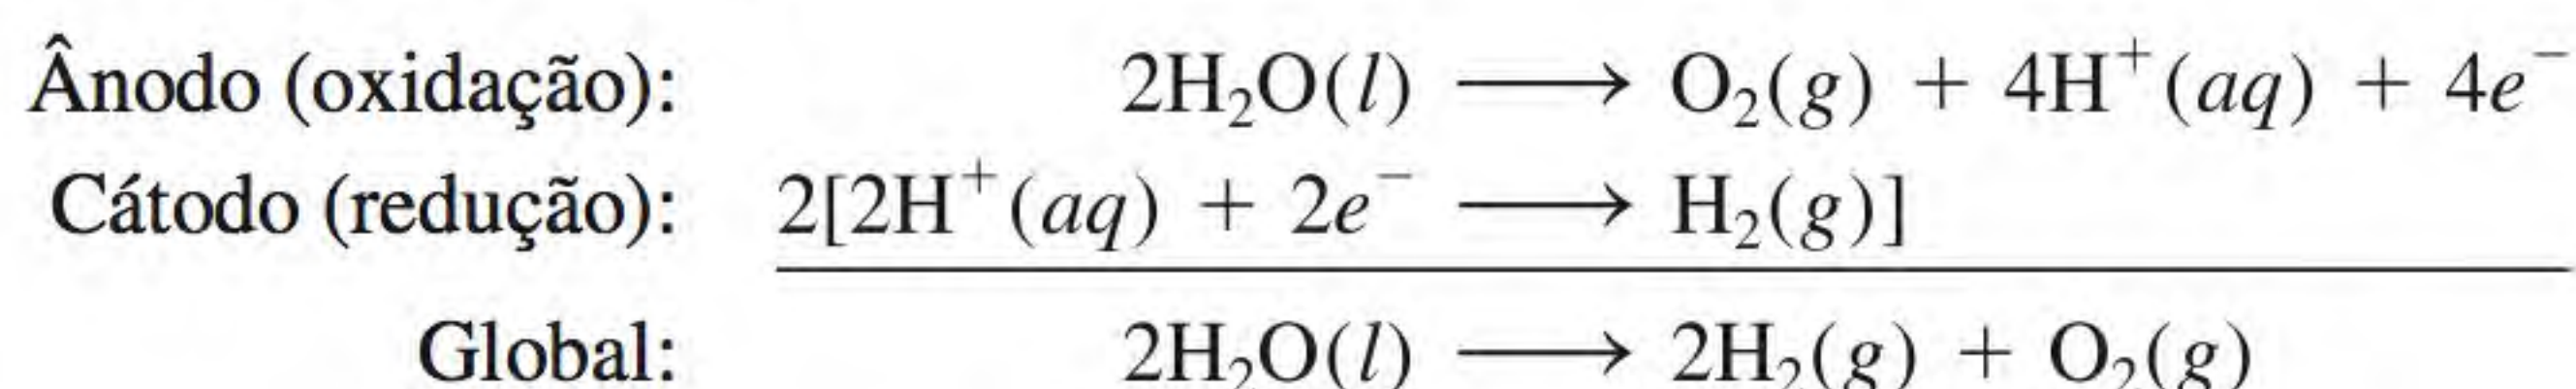 Ânodo (oxidação): 2H₂O(l) ⟶ O₂(g) + 4H⁺(aq) + 4e⁻
Cátodo (redução): 2[2H⁺(aq) + 2e⁻ ⟶ H₂(g)]
Global: 2H₂O(l) ⟶ 2H₂(g) + O₂(g)